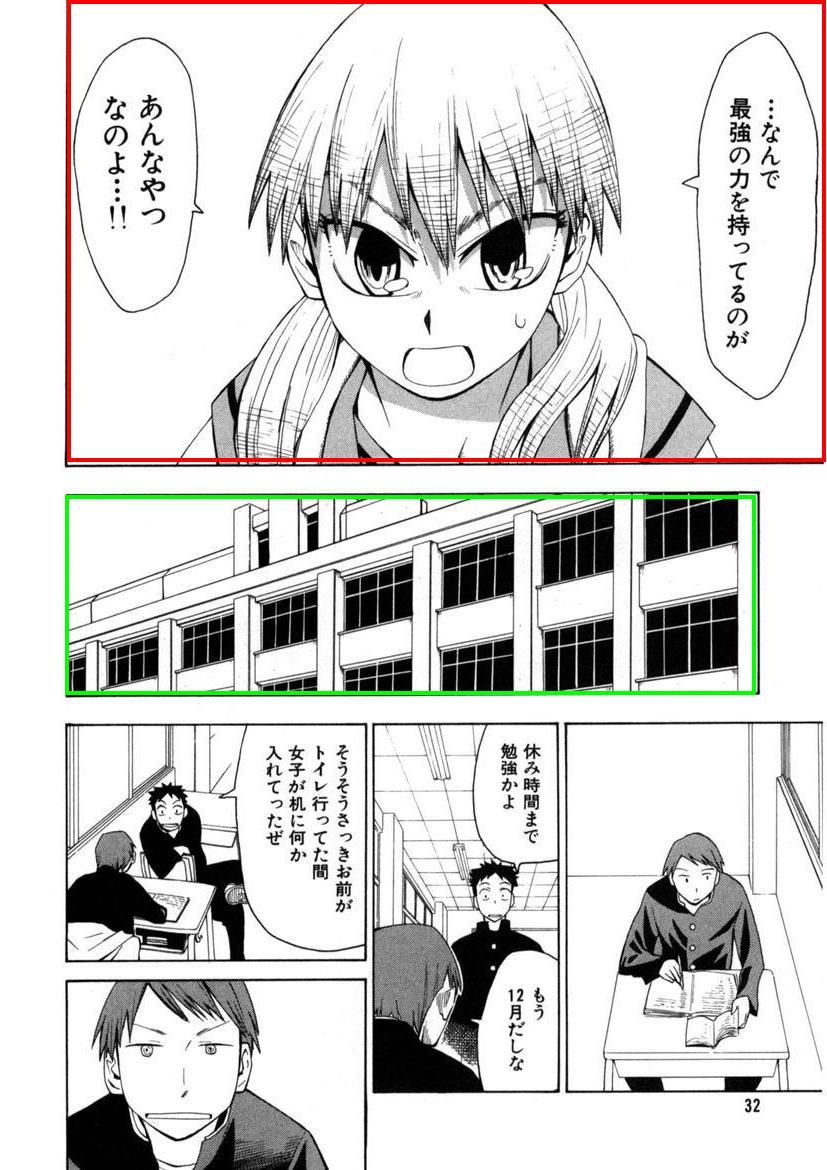 …なんで
最強の力を持ってるのが
あんなやつ
なのよ…!!
休み時間まで
勉強かよ
もう
12月だしな
そうそうさっきお前が
トイレ行ってた間
女子が机に何か
入れてったぜ
32